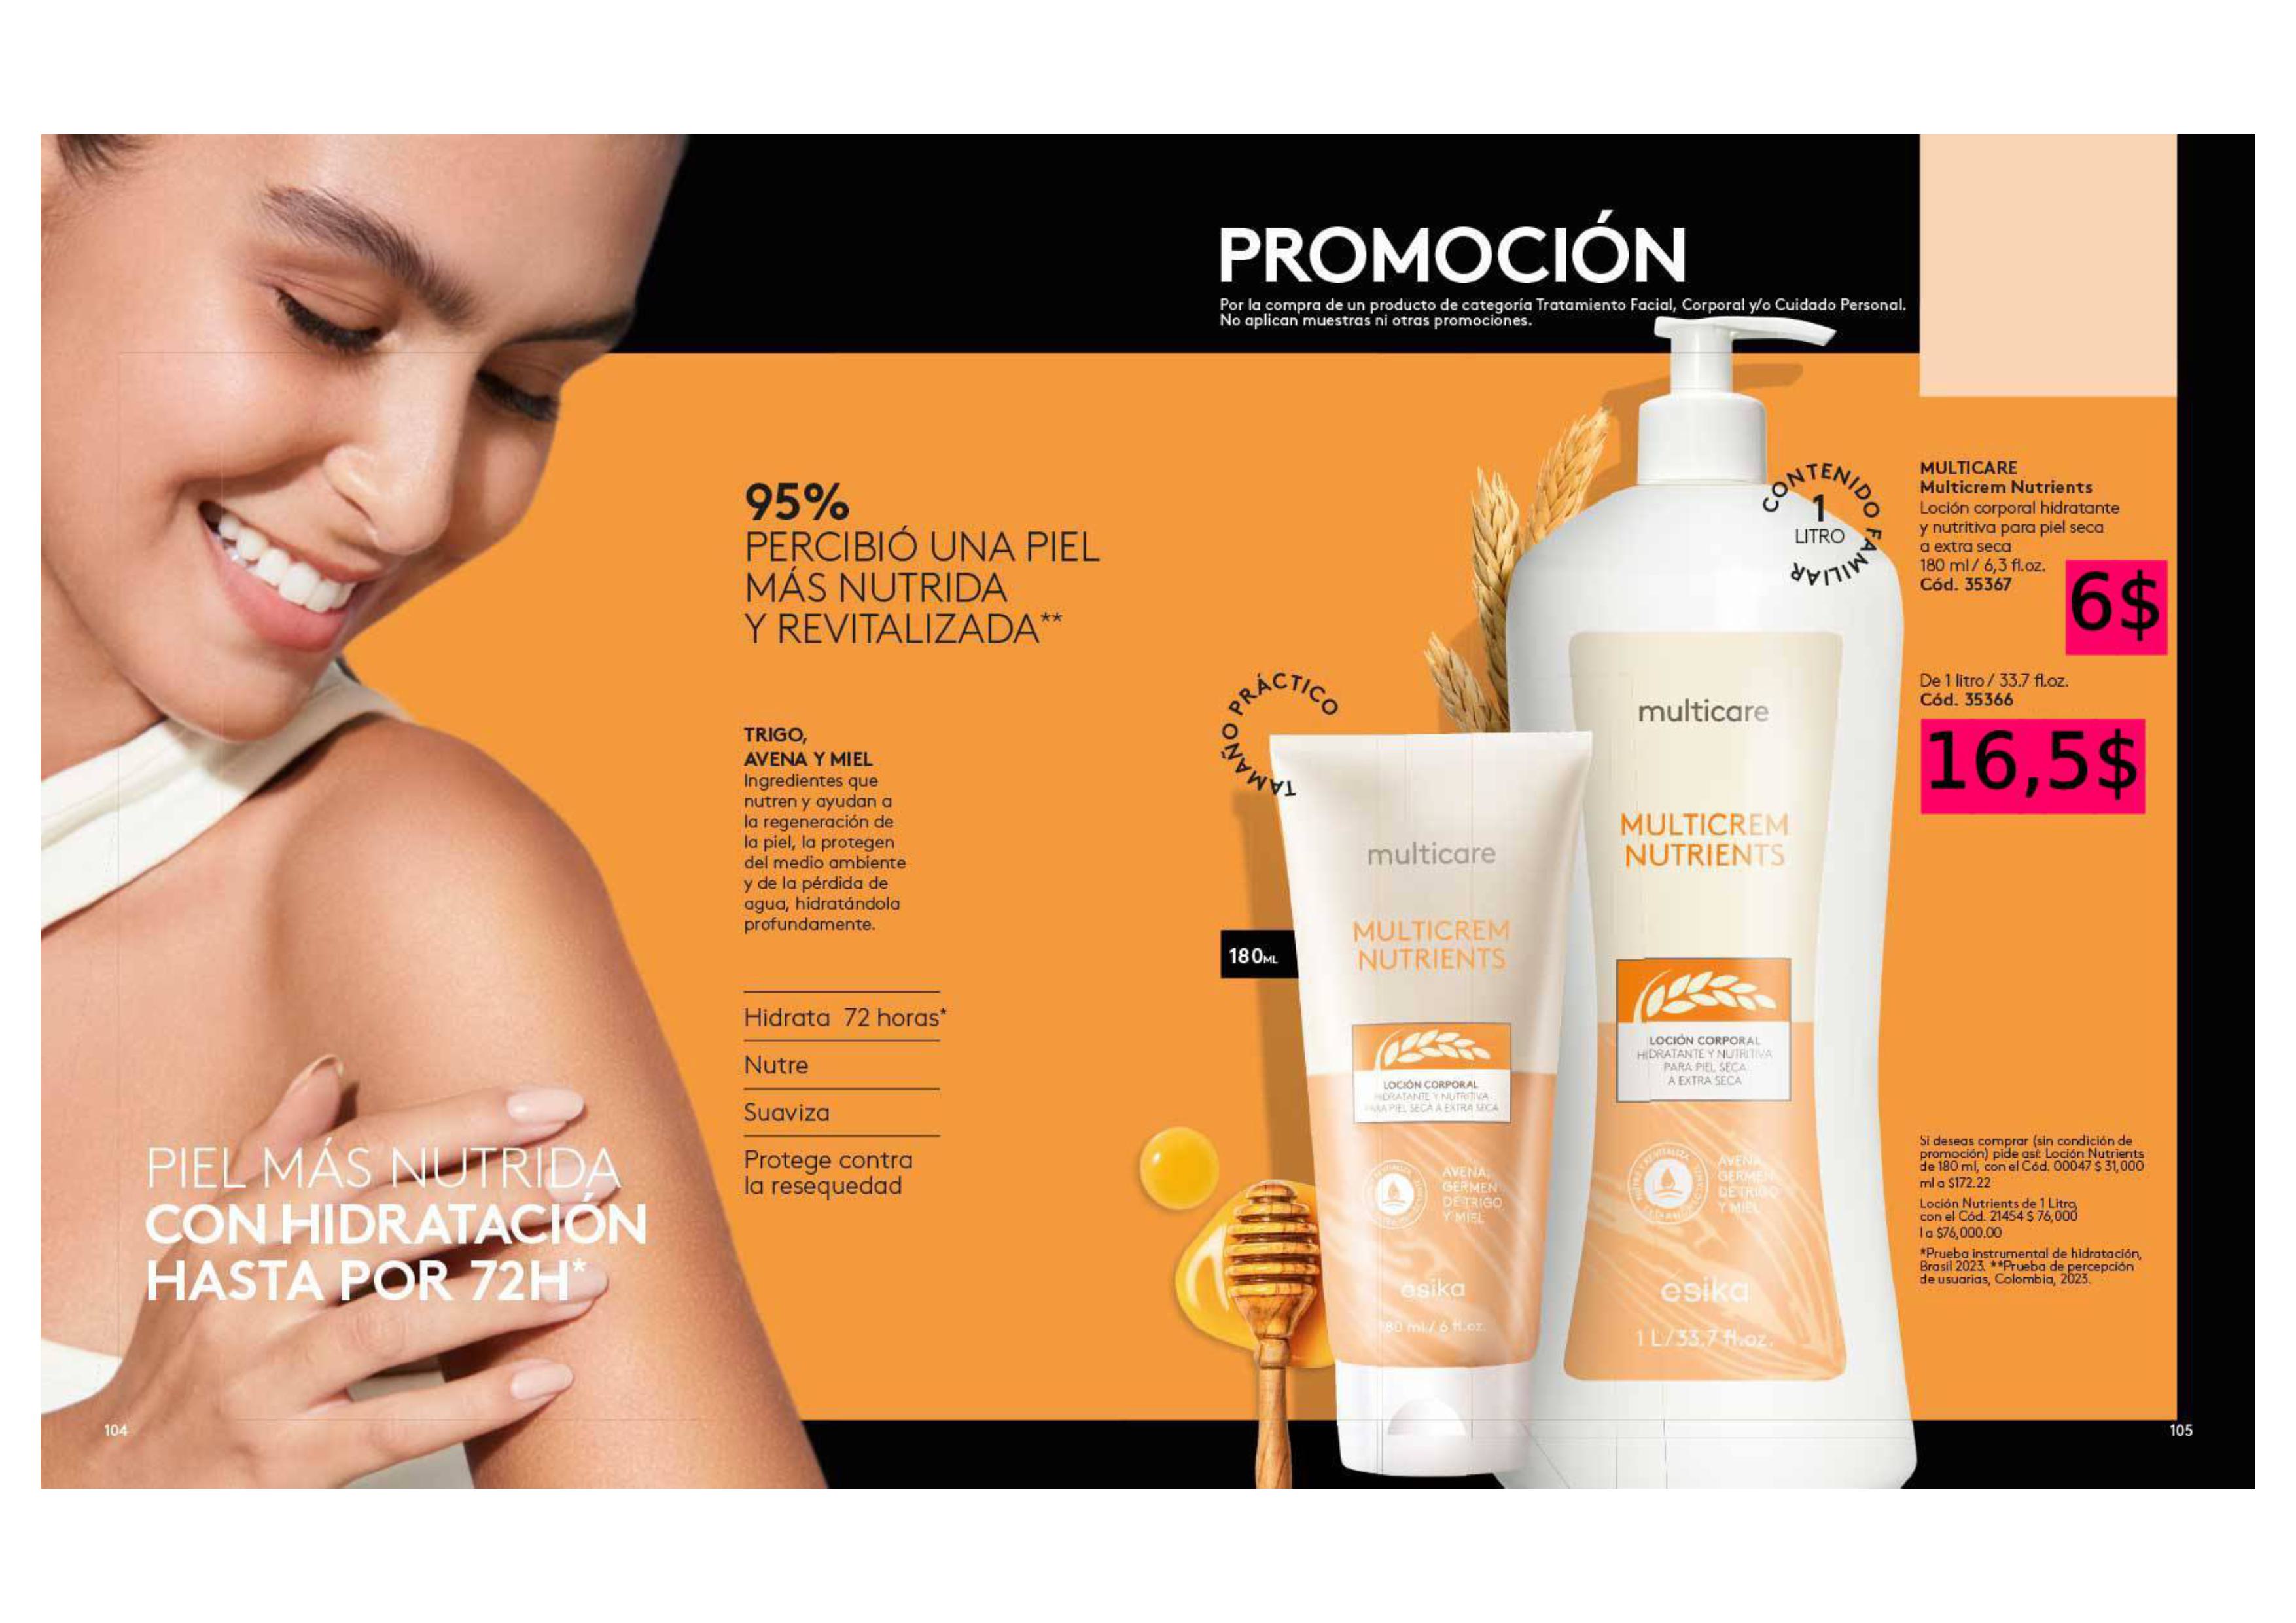 PIEL MÁS NUTRIDA
CON HIDRATACIÓN
HASTA POR 72H*
104
95%
PERCIBIÓ UNA PIEL
MÁS NUTRIDA
Y REVITALIZADA**
TRIGO,
AVENA Y MIEL
Ingredientes que
nutren y ayudan a
la regeneración de
la piel, la protegen
del medio ambiente
y de la pérdida de
agua, hidratándola
profundamente.
Hidrata 72 horas*
Nutre
Suaviza
Protege contra
la resequedad
PROMOCIÓN
Por la compra de un producto de categoría Tratamiento Facial, Corporal y/o Cuidado Personal.
No aplican muestras ni otras promociones.
TAMAÑO PRÁCTICO
180ML
multicare
MULTICREM
NUTRIENTS
LOCIÓN CORPORAL
HIDRATANTE Y NUTRITIVA
PARA PIEL SECA A EXTRA SECA
AVENA,
GERMEN
DE TRIGO
Y MIEL
esika
180 ml / 6 fl.oz.
CONTENIDO FAMILIAR
1
LITRO
multicare
MULTICREM
NUTRIENTS
LOCIÓN CORPORAL
HIDRATANTE Y NUTRITIVA
PARA PIEL SECA
A EXTRA SECA
AVENA,
GERMEN
DE TRIGO
Y MIEL
esika
1 L/33.7 fl.oz.
MULTICARE
Multicrem Nutrients
Loción corporal hidratante
y nutritiva para piel seca
a extra seca
180 ml / 6,3 fl.oz.
Cód. 35367
6$
De 1 litro / 33.7 fl.oz.
Cód. 35366
16,5$
Si deseas comprar (sin condición de
promoción) pide así: Loción Nutrients
de 180 ml, con el Cód. 00047 $ 31,000
ml a $172.22
Loción Nutrients de 1 Litro,
con el Cód. 21454 $ 76,000
l a $76,000.00
*Prueba instrumental de hidratación,
Brasil 2023. **Prueba de percepción
de usuarias, Colombia, 2023.
105